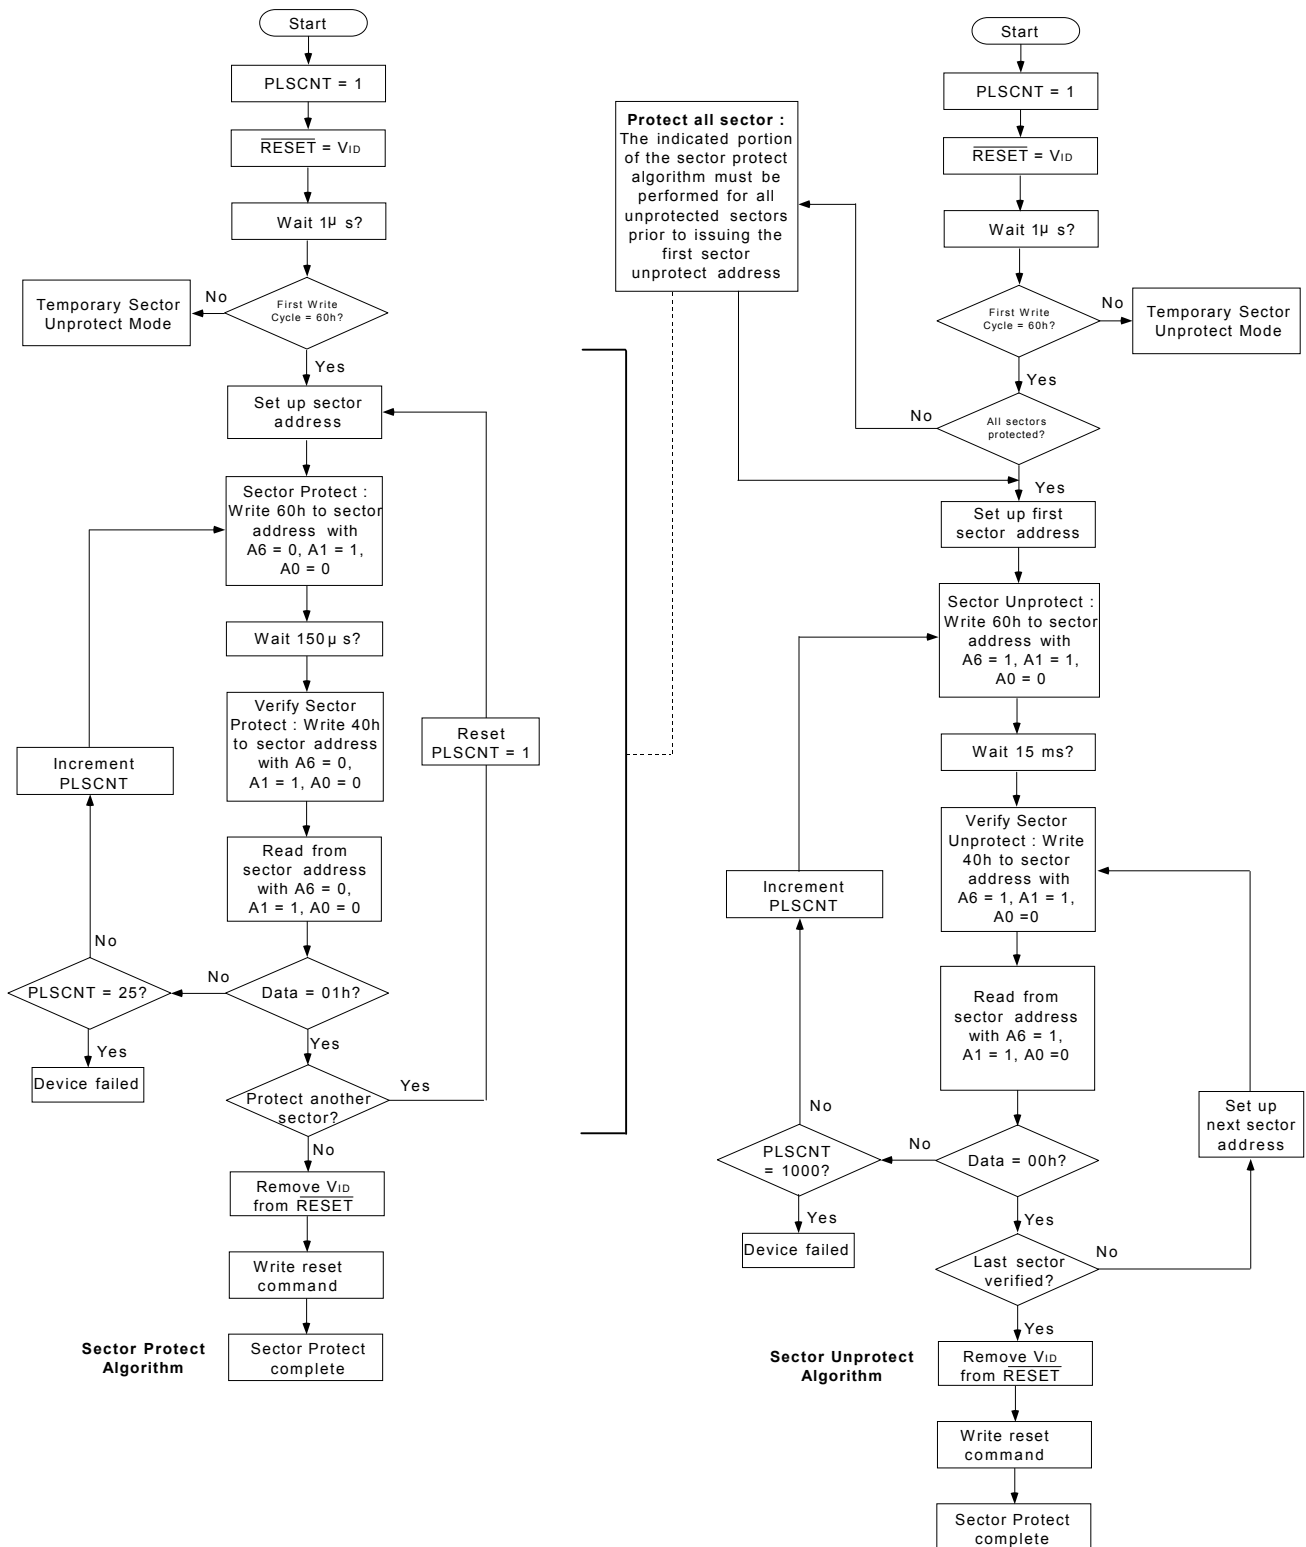 Start
PLSCNT = 1
RESET = VID
Wait 1µ s?
First Write
Cycle = 60h?
No
Temporary Sector
Unprotect Mode
Yes
Set up sector
address
Sector Protect :
Write 60h to sector
address with
A6 = 0, A1 = 1,
A0 = 0
Wait 150µ s?
Verify Sector
Protect : Write 40h
to sector address
with A6 = 0,
A1 = 1, A0 = 0
Reset
PLSCNT = 1
Increment
PLSCNT
Read from
sector address
with A6 = 0,
A1 = 1, A0 = 0
No
PLSCNT = 25?
No
Data = 01h?
Yes
Device failed
Yes
Protect another
sector?
Yes
No
Remove VID
from RESET
Write reset
command
Sector Protect
complete
Sector Protect
Algorithm
Protect all sector :
The indicated portion
of the sector protect
algorithm must be
performed for all
unprotected sectors
prior to issuing the
first sector
unprotect address
Start
PLSCNT = 1
RESET = VID
Wait 1µ s?
First Write
Cycle = 60h?
No
Temporary Sector
Unprotect Mode
Yes
All sectors
protected?
No
Yes
Set up first
sector address
Sector Unprotect :
Write 60h to sector
address with
A6 = 1, A1 = 1,
A0 = 0
Wait 15 ms?
Verify Sector
Unprotect : Write
40h to sector
address with
A6 = 1, A1 = 1,
A0 =0
Increment
PLSCNT
Read from
sector address
with A6 = 1,
A1 = 1, A0 =0
Set up
next sector
address
No
PLSCNT
= 1000?
No
Data = 00h?
Yes
Device failed
Yes
Last sector
verified?
No
Yes
Remove VID
from RESET
Sector Unprotect
Algorithm
Write reset
command
Sector Protect
complete